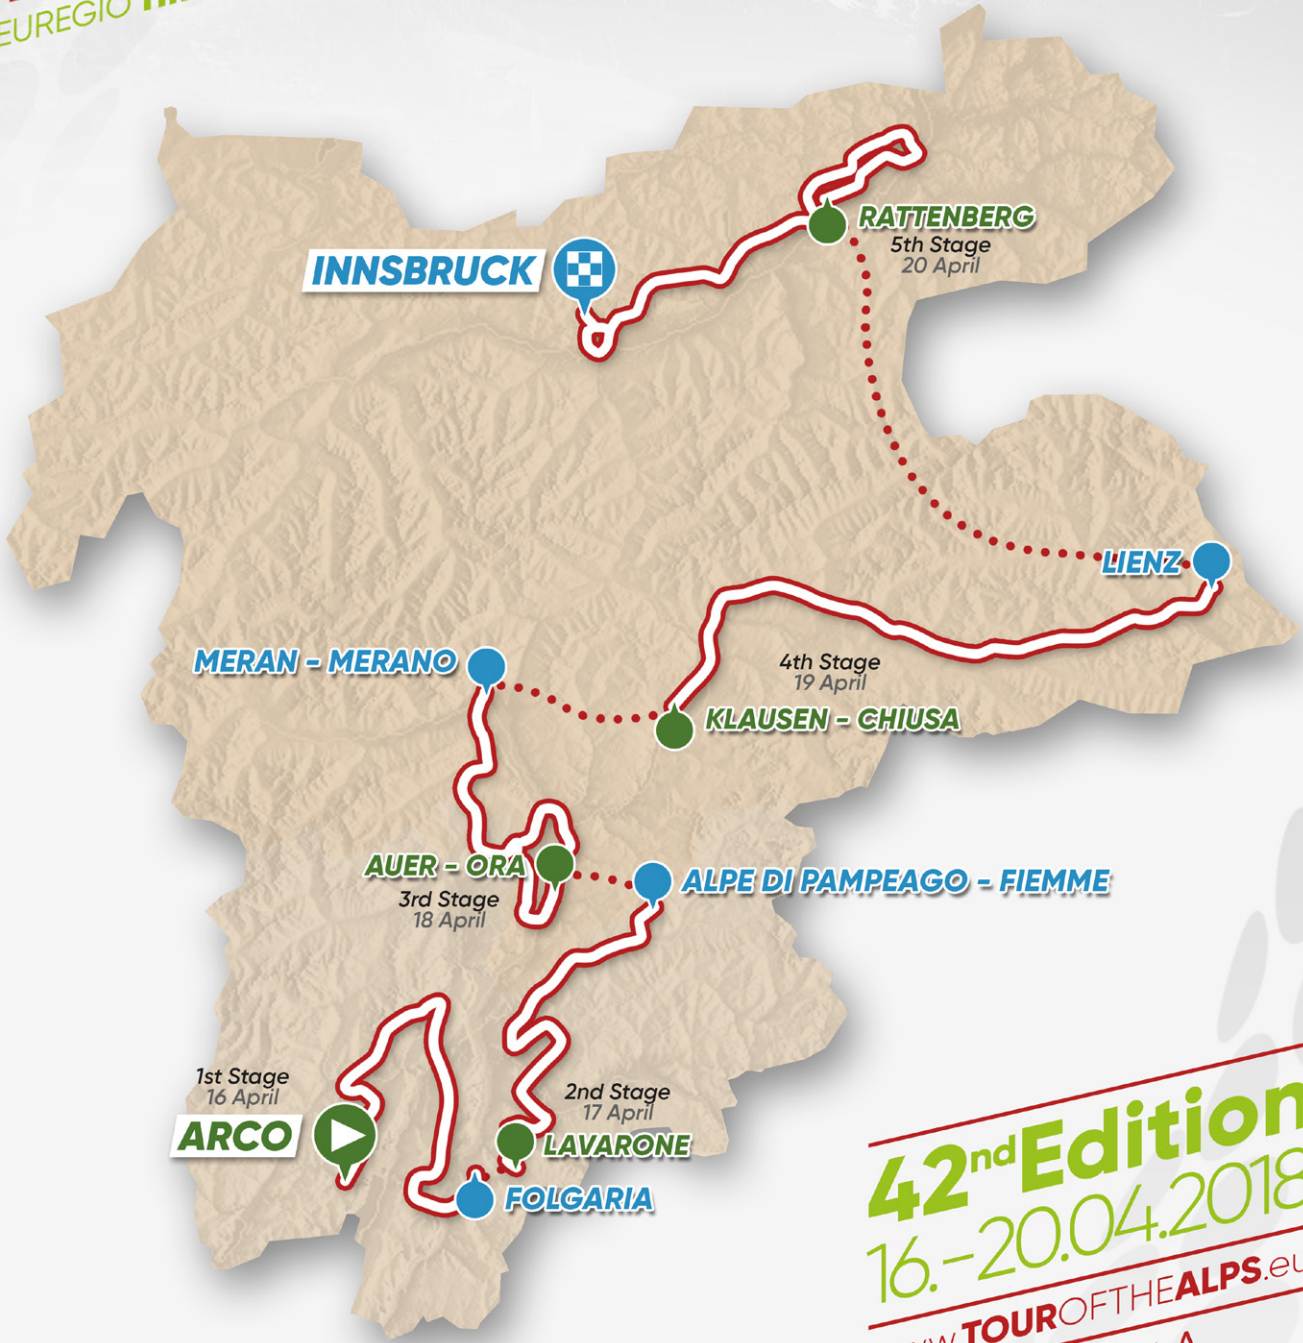 EUREGIO
INNSBRUCK
RATTENBERG
5th Stage
20 April
LIENZ
MERAN - MERANO
4th Stage
19 April
KLAUSEN - CHIUSA
AUER - ORA
3rd Stage
18 April
ALPE DI PAMPEAGO - FIEMME
1st Stage
16 April
ARCO
2nd Stage
17 April
LAVARONE
FOLGARIA
42nd Edition
16.-20.04.2018
TOUROFTHEALPS.eu